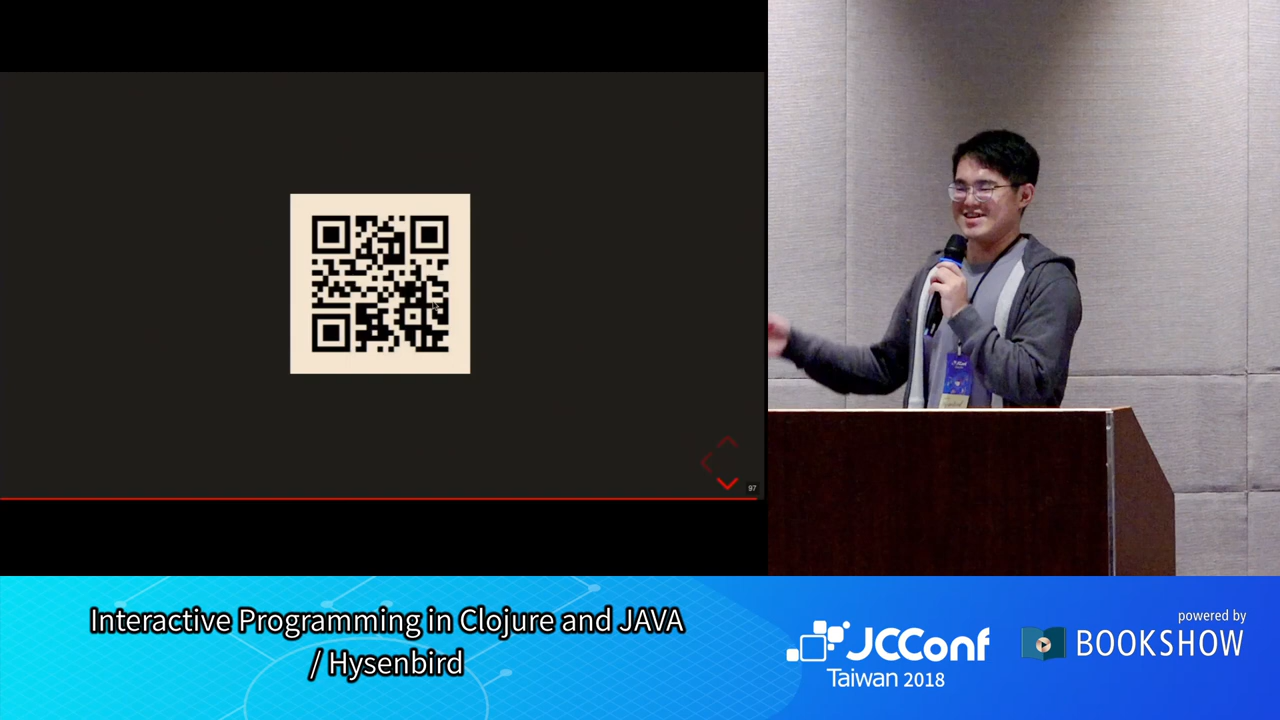 97
Interactive Programming in Clojure and JAVA
/ Hysenbird
JCConf
Taiwan 2018
powered by
BOOKSHOW